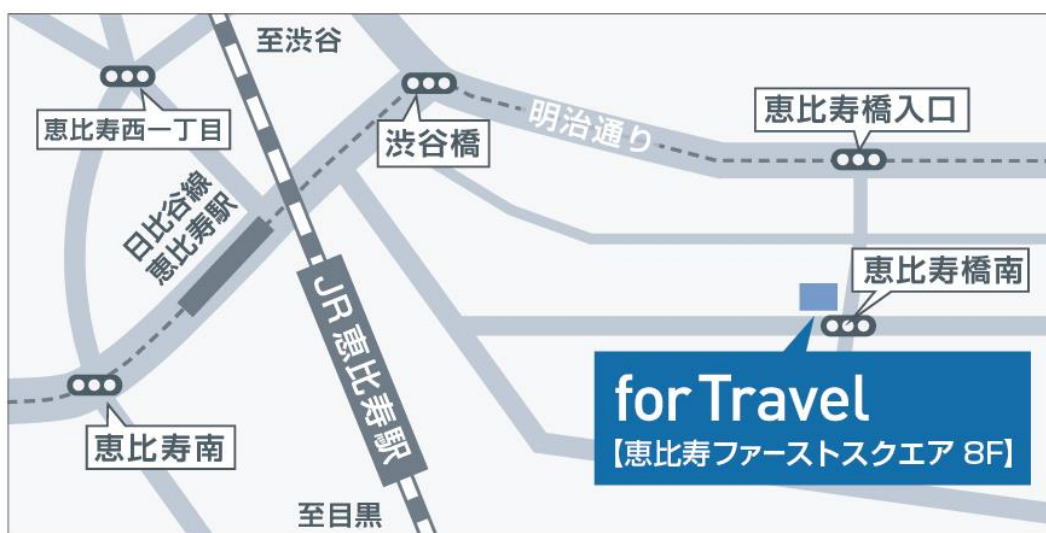 至渋谷
恵比寿西一丁目
渋谷橋
明治通り
恵比寿橋入口
日比谷線
恵比寿駅
JR恵比寿駅
恵比寿橋南
for Travel
【恵比寿ファーストスクエア 8F】
恵比寿南
至目黒